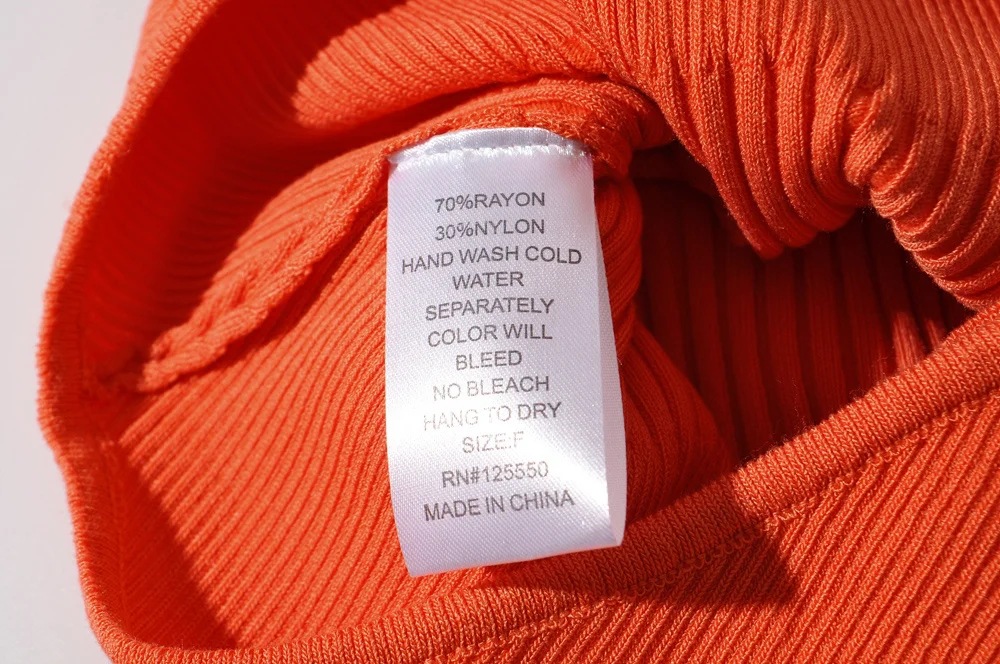 70%RAYON
30%NYLON
HAND WASH COLD
WATER
SEPARATELY
COLOR WILL
BLEED
NO BLEACH
HANG TO DRY
SIZE:F
RN#125550
MADE IN CHINA